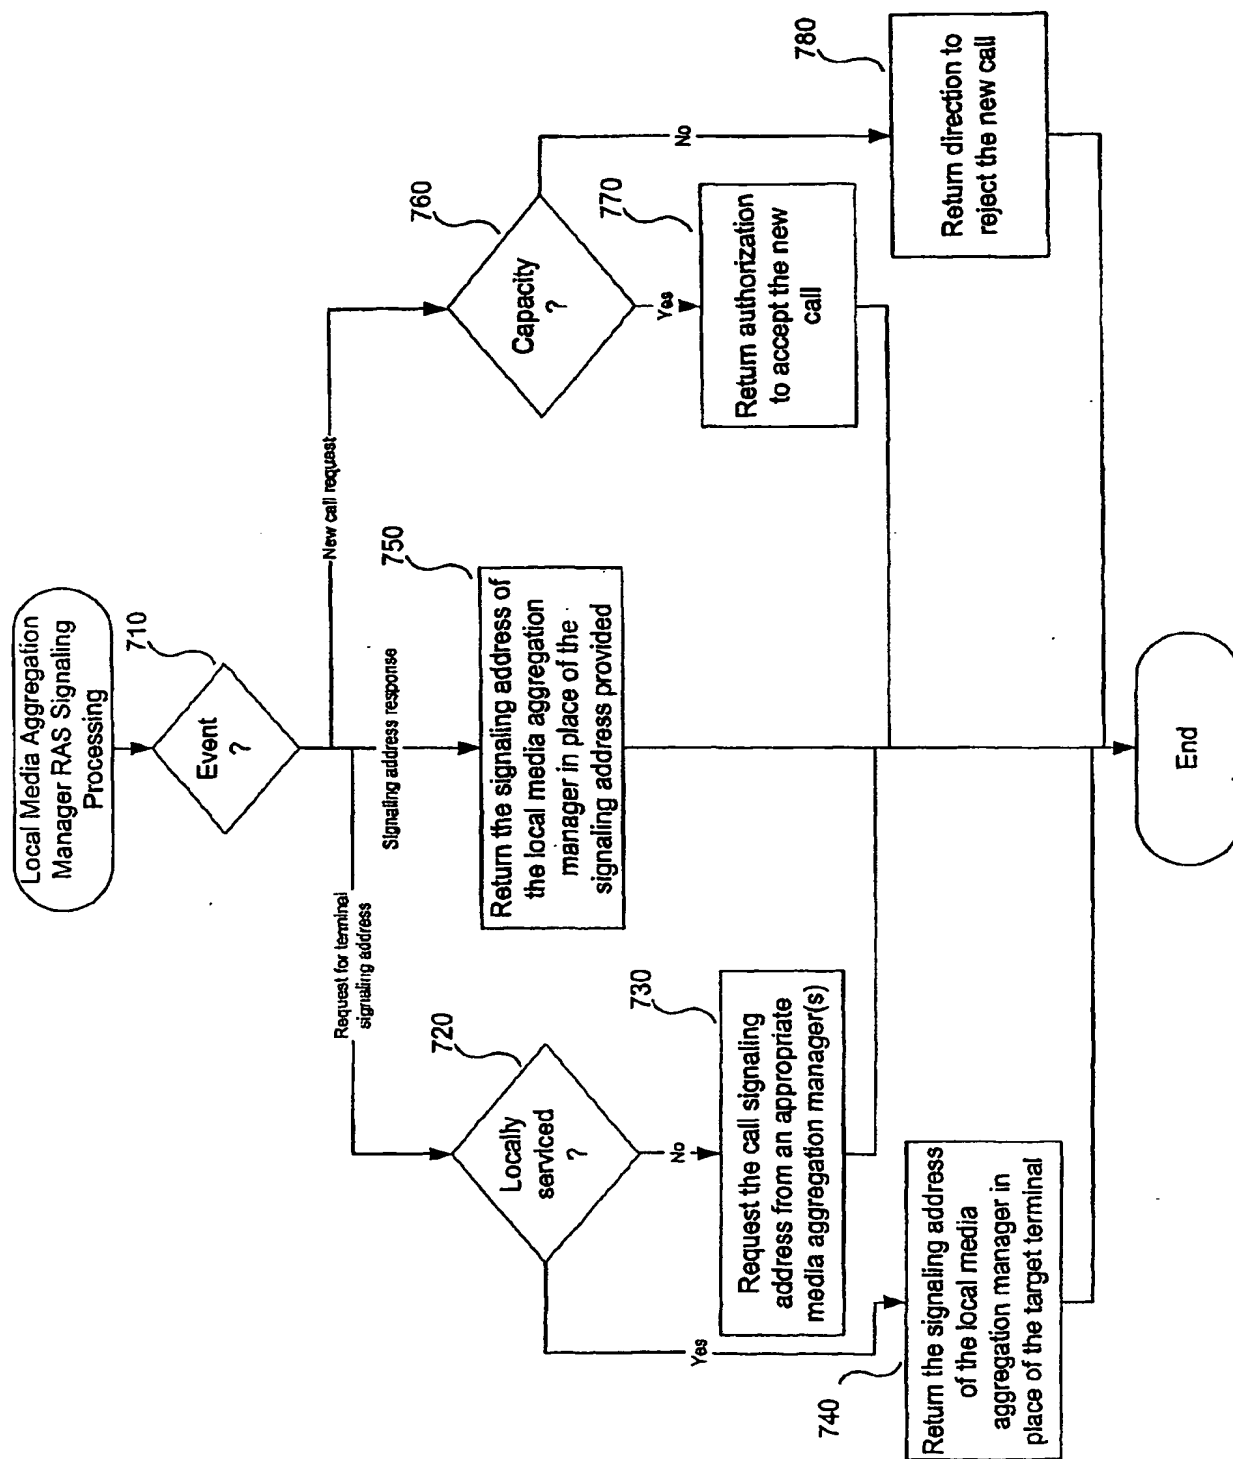 Local Media Aggregation
Manager RAS Signaling
Processing
710
Event
?
Request for terminal
signaling address
Signaling address response
New call request
720
Locally
serviced
?
No
Yes
730
Request the call signaling
address from an appropriate
media aggregation manager(s)
740
Return the signaling address
of the local media
aggregation manager in
place of the target terminal
750
Return the signaling address of
the local media aggregation
manager in place of the
signaling address provided
760
Capacity
?
Yes
No
770
Return authorization
to accept the new
call
780
Return direction to
reject the new call
End